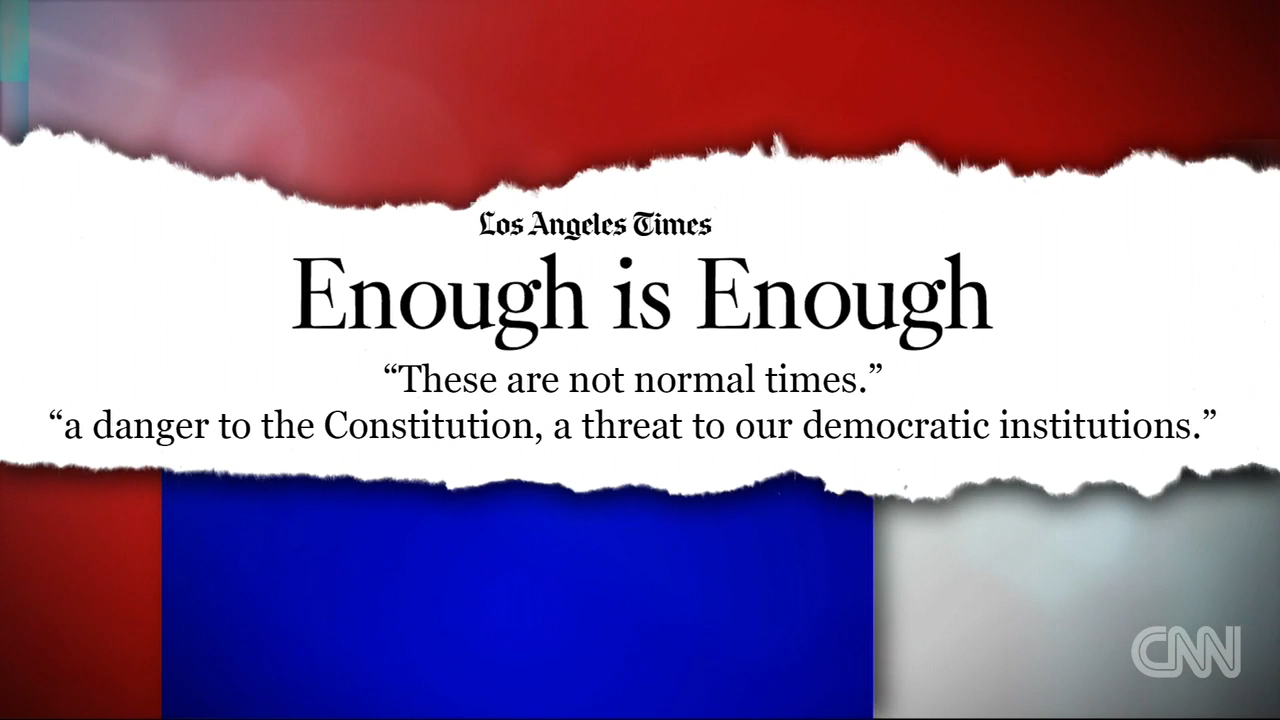 Los Angeles Times
Enough is Enough
“These are not normal times.”
“a danger to the Constitution, a threat to our democratic institutions.”
CNN